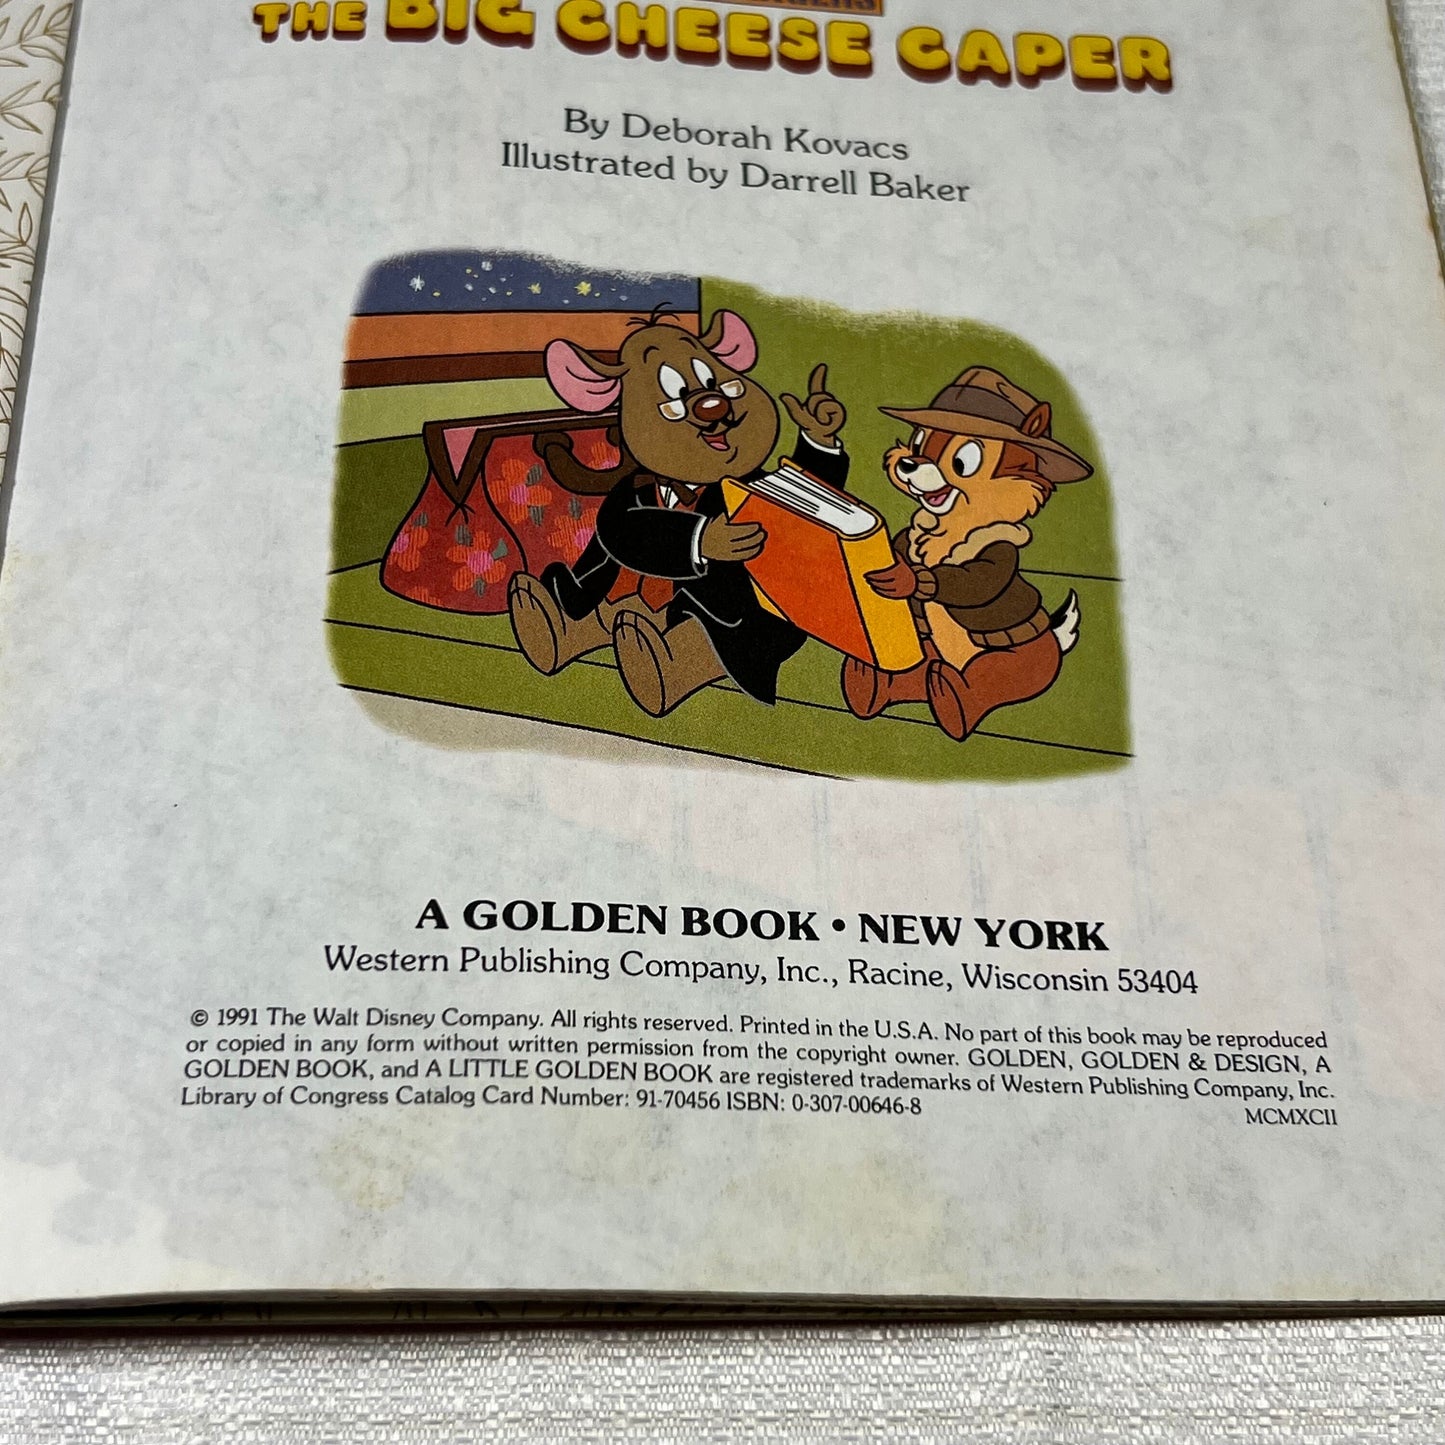 THE BIG CHEESE CAPER
By Deborah Kovacs
Illustrated by Darrell Baker
A GOLDEN BOOK • NEW YORK
Western Publishing Company, Inc., Racine, Wisconsin 53404
© 1991 The Walt Disney Company. All rights reserved. Printed in the U.S.A. No part of this book may be reproduced
or copied in any form without written permission from the copyright owner. GOLDEN, GOLDEN & DESIGN, A
GOLDEN BOOK, and A LITTLE GOLDEN BOOK are registered trademarks of Western Publishing Company, Inc.
Library of Congress Catalog Card Number: 91-70456 ISBN: 0-307-00646-8
MCMXCII